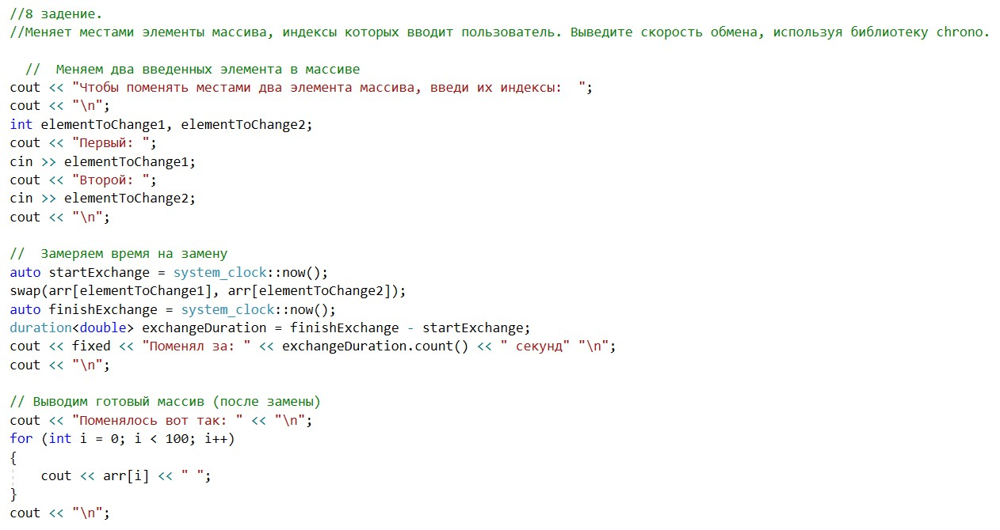 //8 задение.
//Меняет местами элементы массива, индексы которых вводит пользователь. Выведите скорость обмена, используя библиотеку chrono.
//  Меняем два введенных элемента в массиве
cout << "Чтобы поменять местами два элемента массива, введи их индексы:  ";
cout << "\n";
int elementToChange1, elementToChange2;
cout << "Первый: ";
cin >> elementToChange1;
cout << "Второй: ";
cin >> elementToChange2;
cout << "\n";
//  Замеряем время на замену
auto startExchange = system_clock::now();
swap(arr[elementToChange1], arr[elementToChange2]);
auto finishExchange = system_clock::now();
duration<double> exchangeDuration = finishExchange - startExchange;
cout << fixed << "Поменял за: " << exchangeDuration.count() << " секунд" "\n";
cout << "\n";
// Выводим готовый массив (после замены)
cout << "Поменялось вот так: " << "\n";
for (int i = 0; i < 100; i++)
{
    cout << arr[i] << " ";
}
cout << "\n";